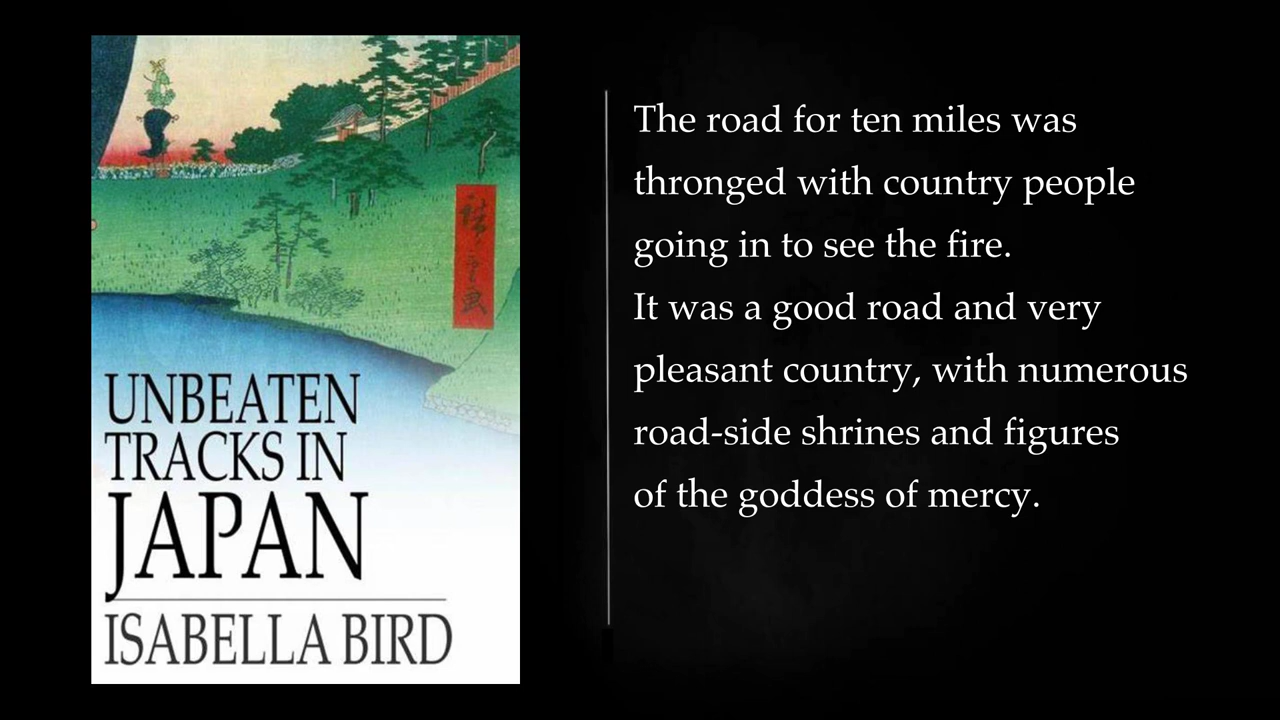 UNBEATEN
TRACKS IN
JAPAN
ISABELLA BIRD
The road for ten miles was
thronged with country people
going in to see the fire.
It was a good road and very
pleasant country, with numerous
road-side shrines and figures
of the goddess of mercy.